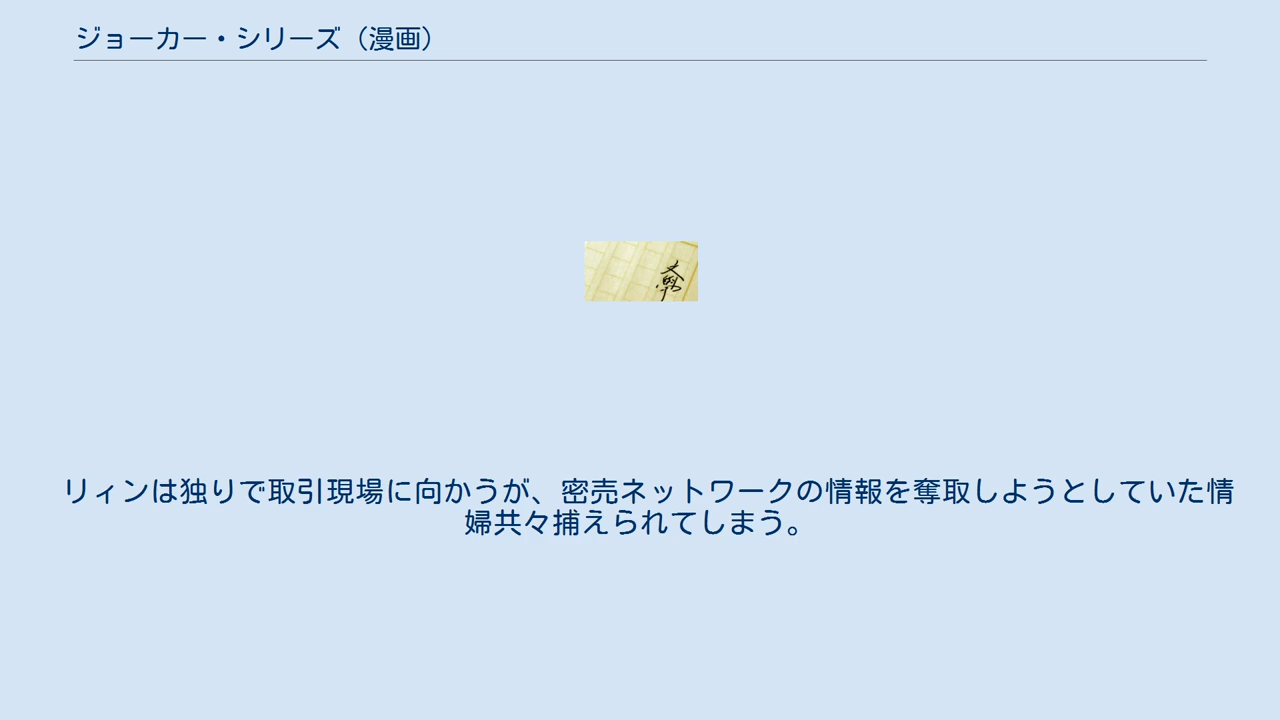 ジョーカー・シリーズ（漫画）
リィンは独りで取引現場に向かうが、密売ネットワークの情報を奪取しようとしていた情
婦共々捕えられてしまう。